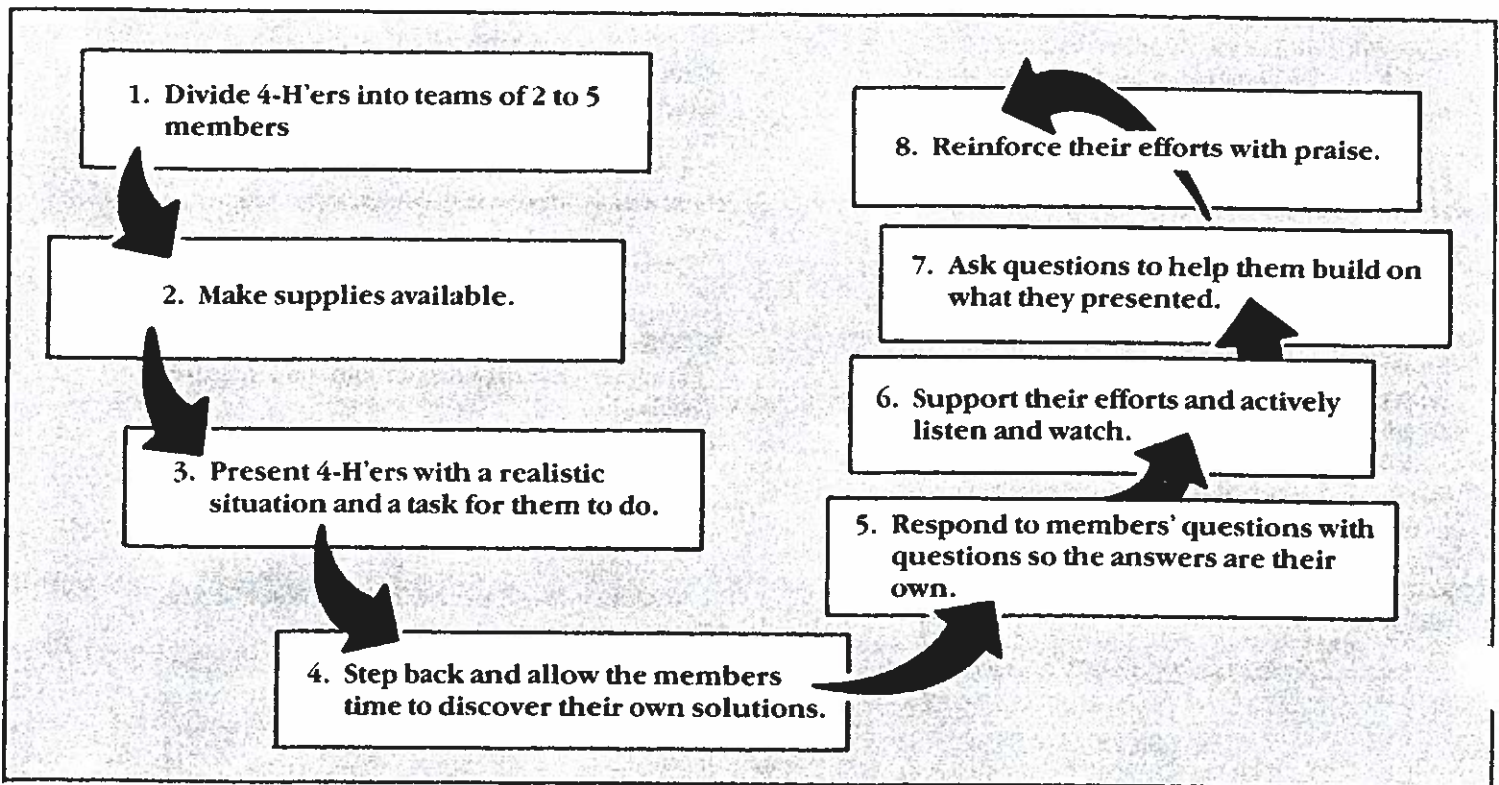 1. Divide 4-H'ers into teams of 2 to 5
members
2. Make supplies available.
3. Present 4-H'ers with a realistic
situation and a task for them to do.
4. Step back and allow the members
time to discover their own solutions.
5. Respond to members' questions with
questions so the answers are their
own.
6. Support their efforts and actively
listen and watch.
7. Ask questions to help them build on
what they presented.
8. Reinforce their efforts with praise.